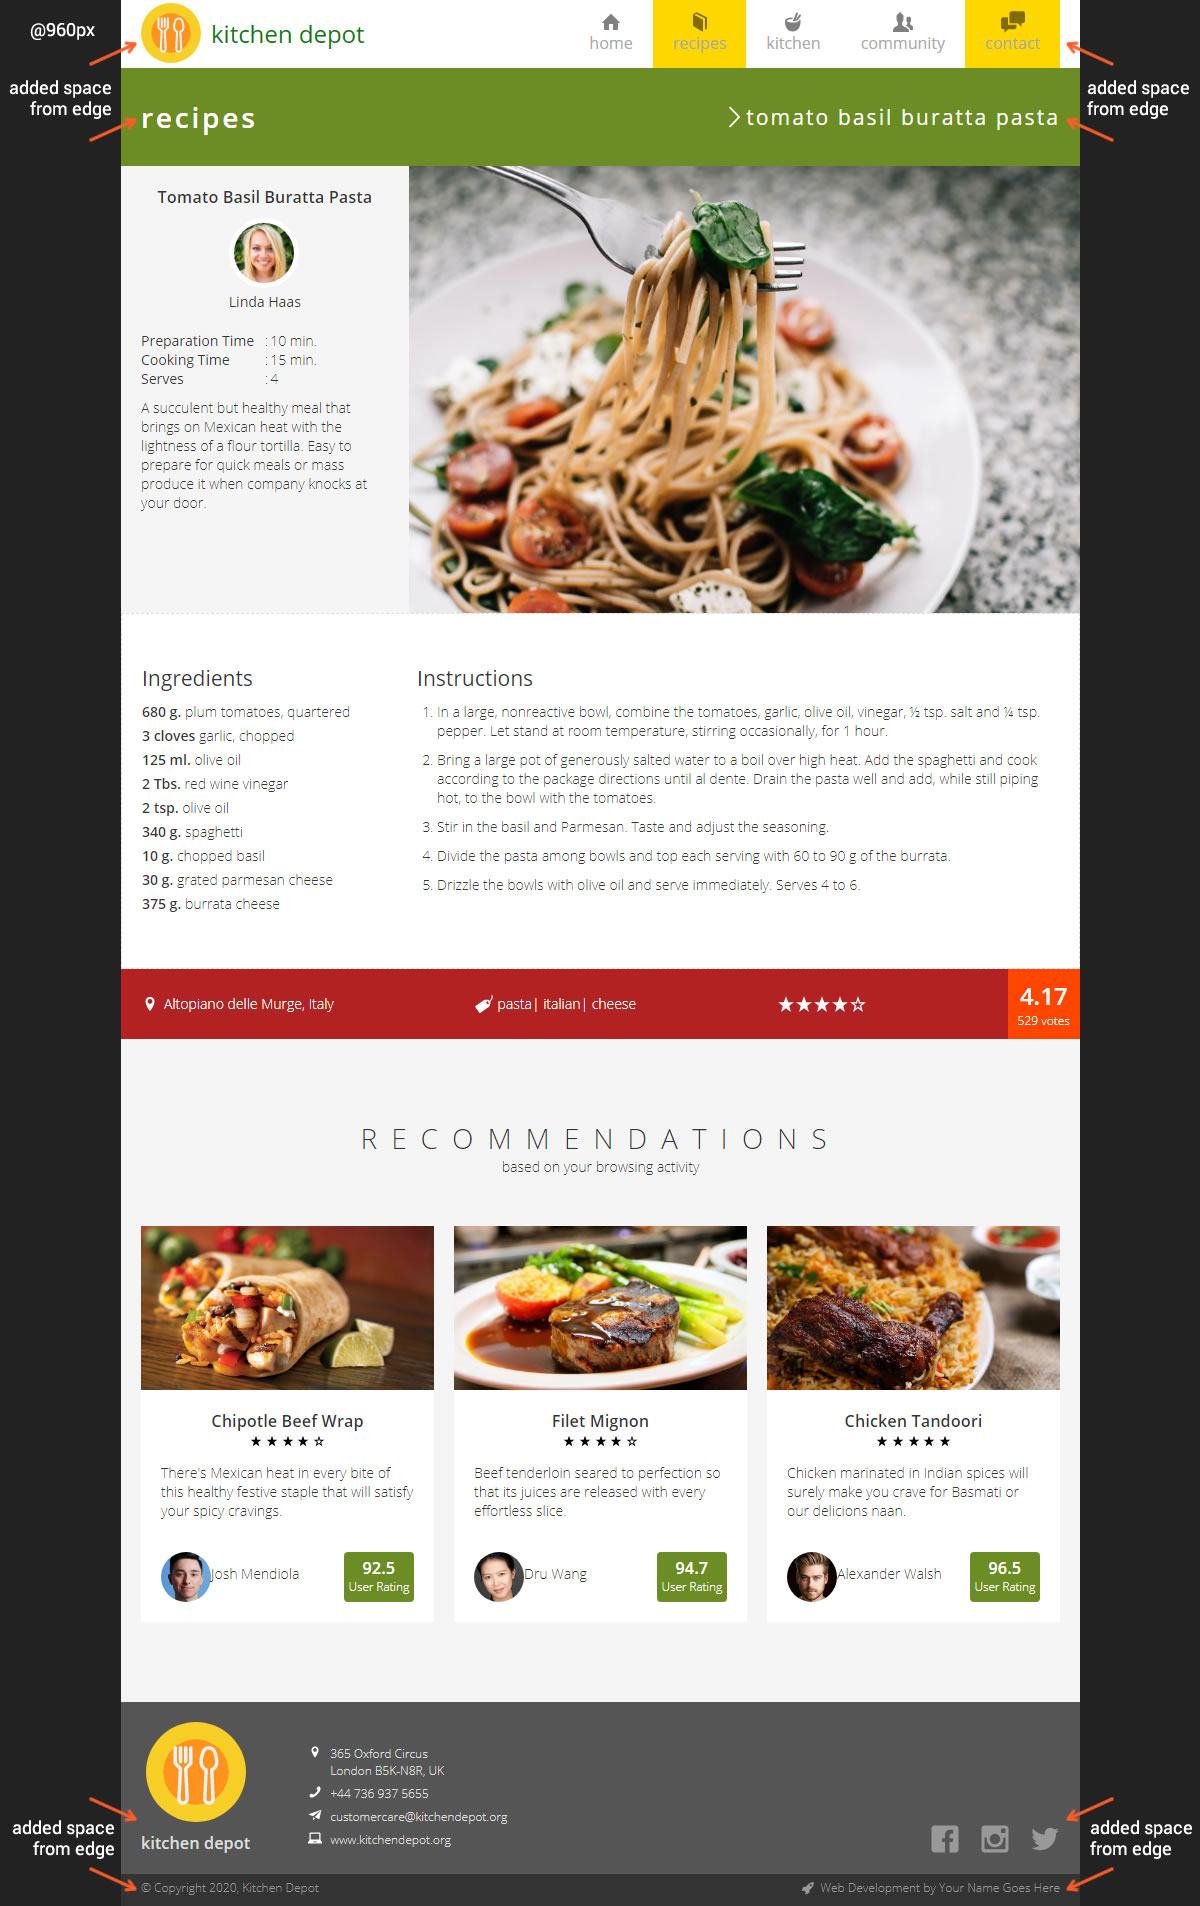 @960px
added space
from edge
added space
from edge
kitchen depot
home
recipes
kitchen
community
contact
recipes
tomato basil buratta pasta
Tomato Basil Buratta Pasta
Linda Haas
Preparation Time : 10 min.
Cooking Time : 15 min.
Serves : 4
A succulent but healthy meal that
brings on Mexican heat with the
lightness of a flour tortilla. Easy to
prepare for quick meals or mass
produce it when company knocks at
your door.
Ingredients
680 g. plum tomatoes, quartered
3 cloves garlic, chopped
125 ml. olive oil
2 Tbs. red wine vinegar
2 tsp. olive oil
340 g. spaghetti
10 g. chopped basil
30 g. grated parmesan cheese
375 g. burrata cheese
Instructions
1. In a large, nonreactive bowl, combine the tomatoes, garlic, olive oil, vinegar, ½ tsp. salt and ¼ tsp.
pepper. Let stand at room temperature, stirring occasionally, for 1 hour.
2. Bring a large pot of generously salted water to a boil over high heat. Add the spaghetti and cook
according to the package directions until al dente. Drain the pasta well and add, while still piping
hot, to the bowl with the tomatoes.
3. Stir in the basil and Parmesan. Taste and adjust the seasoning.
4. Divide the pasta among bowls and top each serving with 60 to 90 g of the burrata.
5. Drizzle the bowls with olive oil and serve immediately. Serves 4 to 6.
Altopiano delle Murge, Italy
pasta| italian| cheese
4.17
529 votes
RECOMMENDATIONS
based on your browsing activity
Chipotle Beef Wrap
There's Mexican heat in every bite of
this healthy festive staple that will satisfy
your spicy cravings.
Josh Mendiola
92.5
User Rating
Filet Mignon
Beef tenderloin seared to perfection so
that its juices are released with every
effortless slice.
Dru Wang
94.7
User Rating
Chicken Tandoori
Chicken marinated in Indian spices will
surely make you crave for Basmati or
our delicions naan.
Alexander Walsh
96.5
User Rating
kitchen depot
365 Oxford Circus
London B5K-N8R, UK
+44 736 937 5655
customercare@kitchendepot.org
www.kitchendepot.org
added space
from edge
added space
from edge
© Copyright 2020, Kitchen Depot
Web Development by Your Name Goes Here